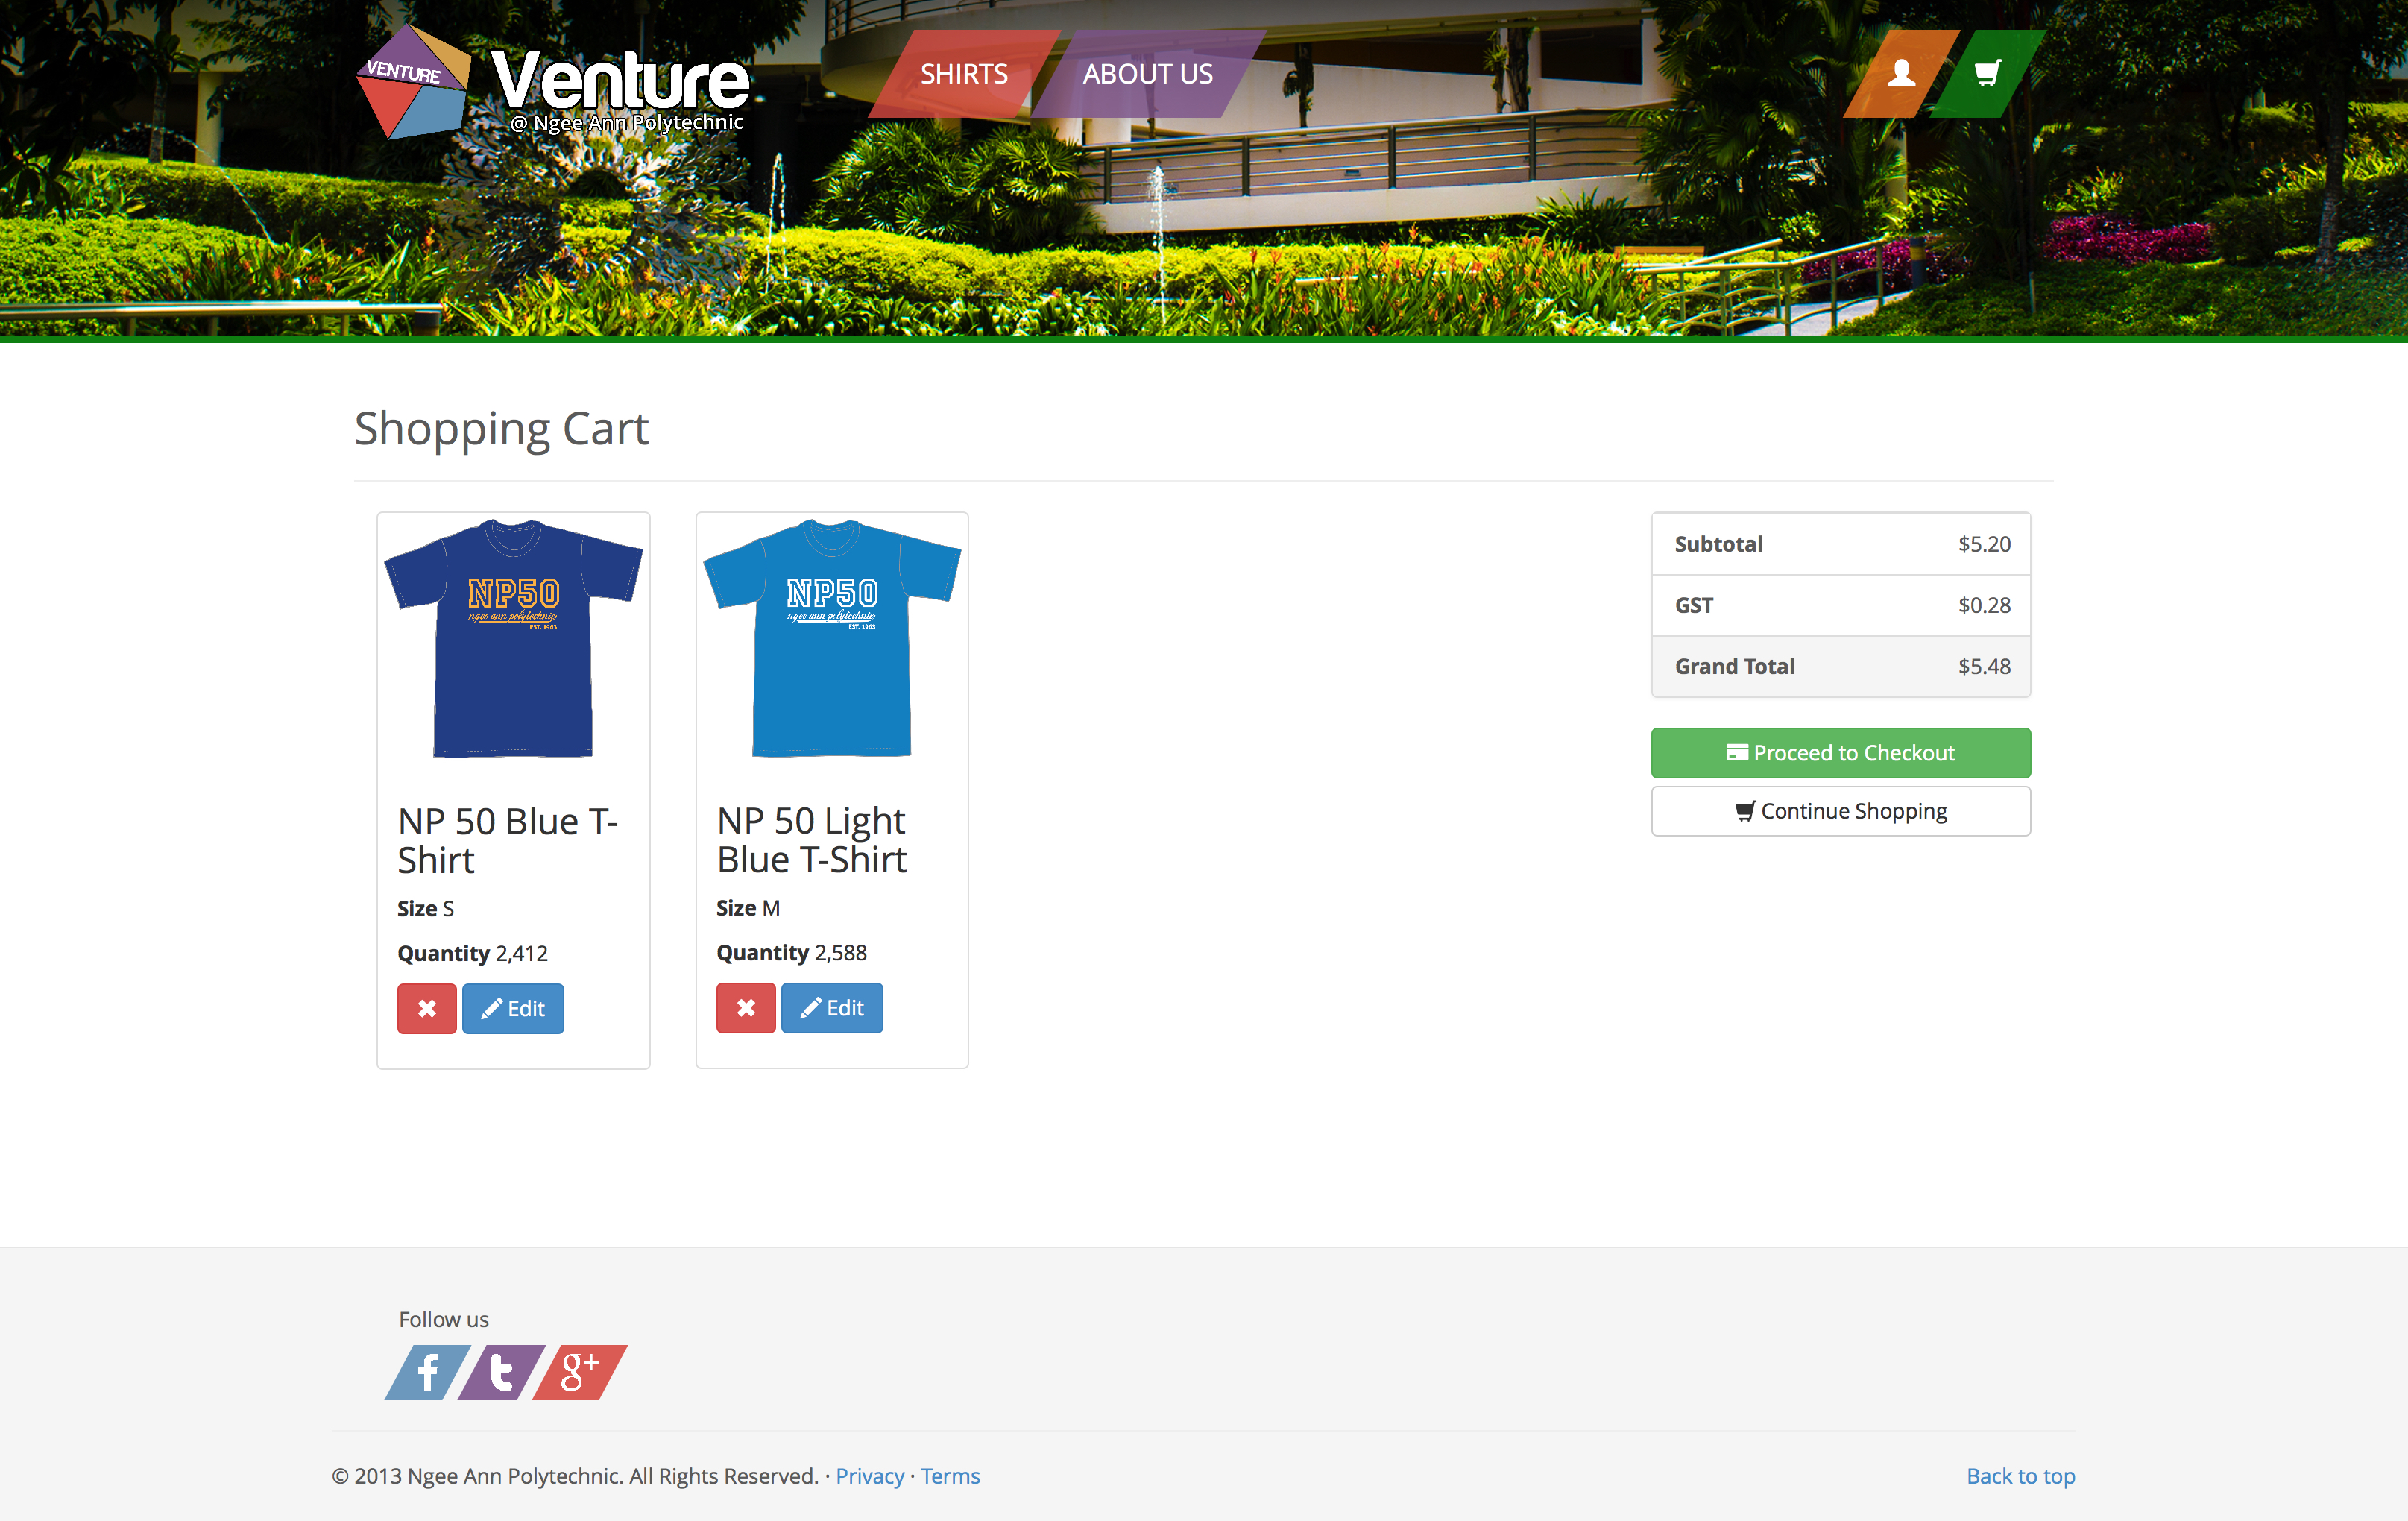 VENTURE
Venture
@ Ngee Ann Polytechnic
SHIRTS
ABOUT US
Shopping Cart
NP50
ngee ann polytechnic
EST. 1963
NP 50 Blue T-
Shirt
Size S
Quantity 2,412
Edit
NP50
ngee ann polytechnic
EST. 1963
NP 50 Light
Blue T-Shirt
Size M
Quantity 2,588
Edit
Subtotal $5.20
GST $0.28
Grand Total $5.48
Proceed to Checkout
Continue Shopping
Follow us
f
t
g+
© 2013 Ngee Ann Polytechnic. All Rights Reserved. · Privacy · Terms
Back to top